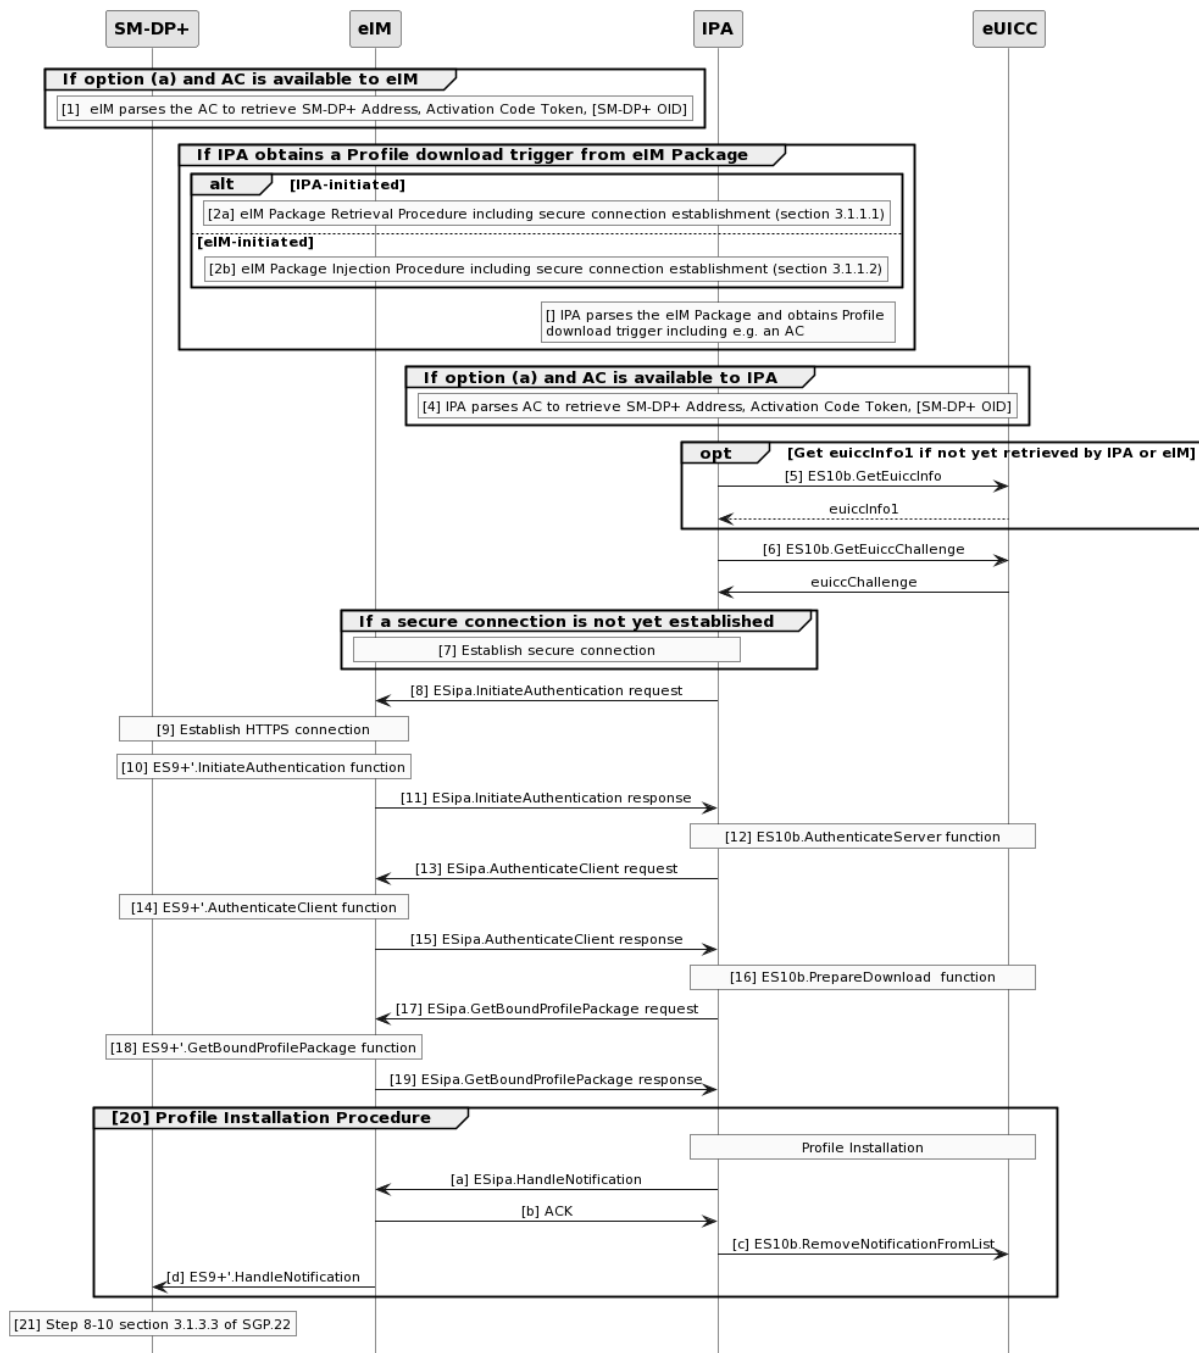 SM-DP+ eIM IPA eUICC
If option (a) and AC is available to eIM
[1] eIM parses the AC to retrieve SM-DP+ Address, Activation Code Token, [SM-DP+ OID]
If IPA obtains a Profile download trigger from eIM Package
alt [IPA-initiated]
[2a] eIM Package Retrieval Procedure including secure connection establishment (section 3.1.1.1)
[eIM-initiated]
[2b] eIM Package Injection Procedure including secure connection establishment (section 3.1.1.2)
[] IPA parses the eIM Package and obtains Profile
download trigger including e.g. an AC
If option (a) and AC is available to IPA
[4] IPA parses AC to retrieve SM-DP+ Address, Activation Code Token, [SM-DP+ OID]
opt [Get euiccInfo1 if not yet retrieved by IPA or eIM]
[5] ES10b.GetEuiccInfo
euiccInfo1
[6] ES10b.GetEuiccChallenge
euiccChallenge
If a secure connection is not yet established
[7] Establish secure connection
[8] ESipa.InitiateAuthentication request
[9] Establish HTTPS connection
[10] ES9+'.InitiateAuthentication function
[11] ESipa.InitiateAuthentication response
[12] ES10b.AuthenticateServer function
[13] ESipa.AuthenticateClient request
[14] ES9+'.AuthenticateClient function
[15] ESipa.AuthenticateClient response
[16] ES10b.PrepareDownload function
[17] ESipa.GetBoundProfilePackage request
[18] ES9+'.GetBoundProfilePackage function
[19] ESipa.GetBoundProfilePackage response
[20] Profile Installation Procedure
Profile Installation
[a] ESipa.HandleNotification
[b] ACK
[c] ES10b.RemoveNotificationFromList
[d] ES9+'.HandleNotification
[21] Step 8-10 section 3.1.3.3 of SGP.22